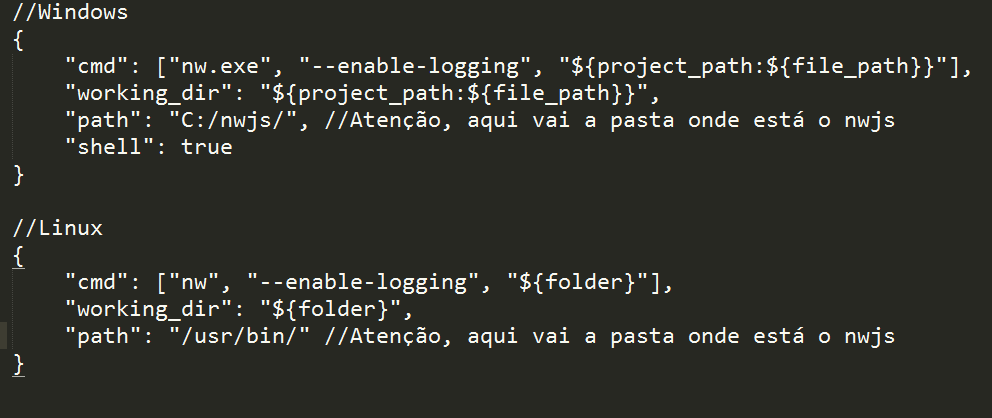 //Windows
{
    "cmd": ["nw.exe", "--enable-logging", "${project_path:${file_path}}"],
    "working_dir": "${project_path:${file_path}}",
    "path": "C:/nwjs/", //Atenção, aqui vai a pasta onde está o nwjs
    "shell": true
}

//Linux
{
    "cmd": ["nw", "--enable-logging", "${folder}"],
    "working_dir": "${folder}",
    "path": "/usr/bin/" //Atenção, aqui vai a pasta onde está o nwjs
}